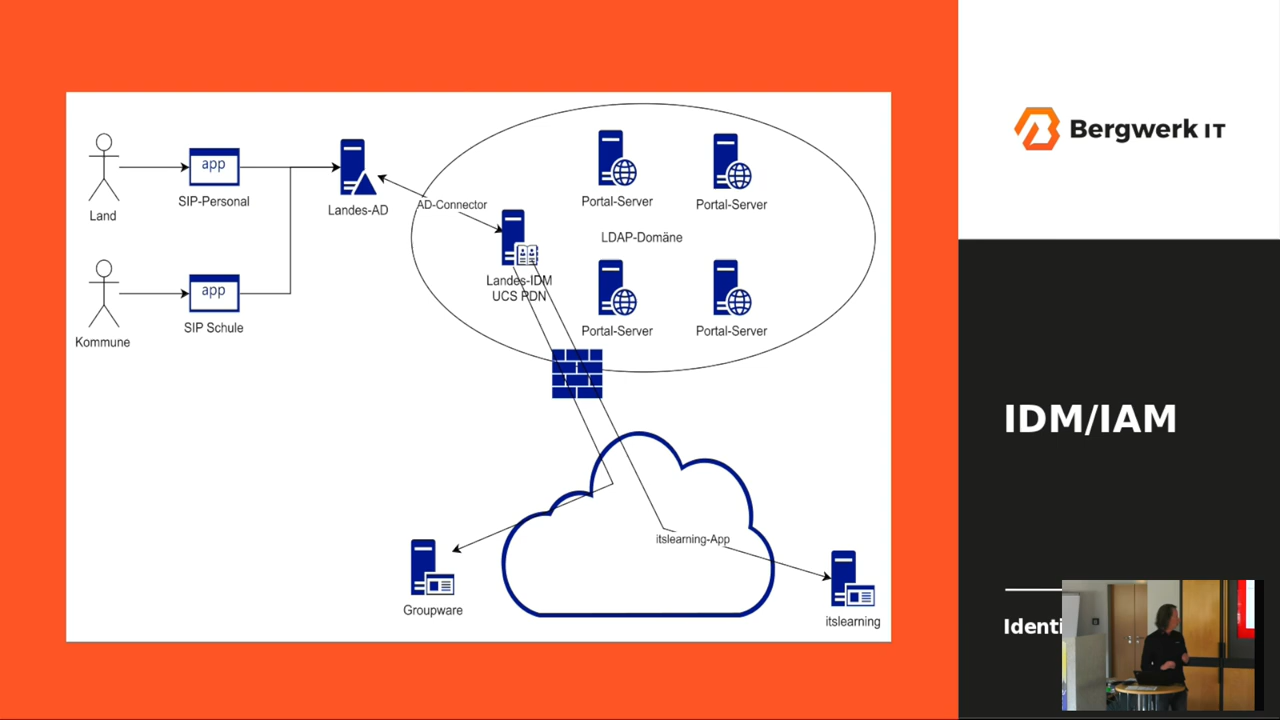 app
SIP-Personal
Land
Landes-AD
AD-Connector
Portal-Server
Portal-Server
LDAP-Domäne
app
SIP Schule
Kommune
Landes-IDM
UCS PDN
Portal-Server
Portal-Server
itslearning-App
Groupware
itslearning
Bergwerk IT
IDM/IAM
Identi